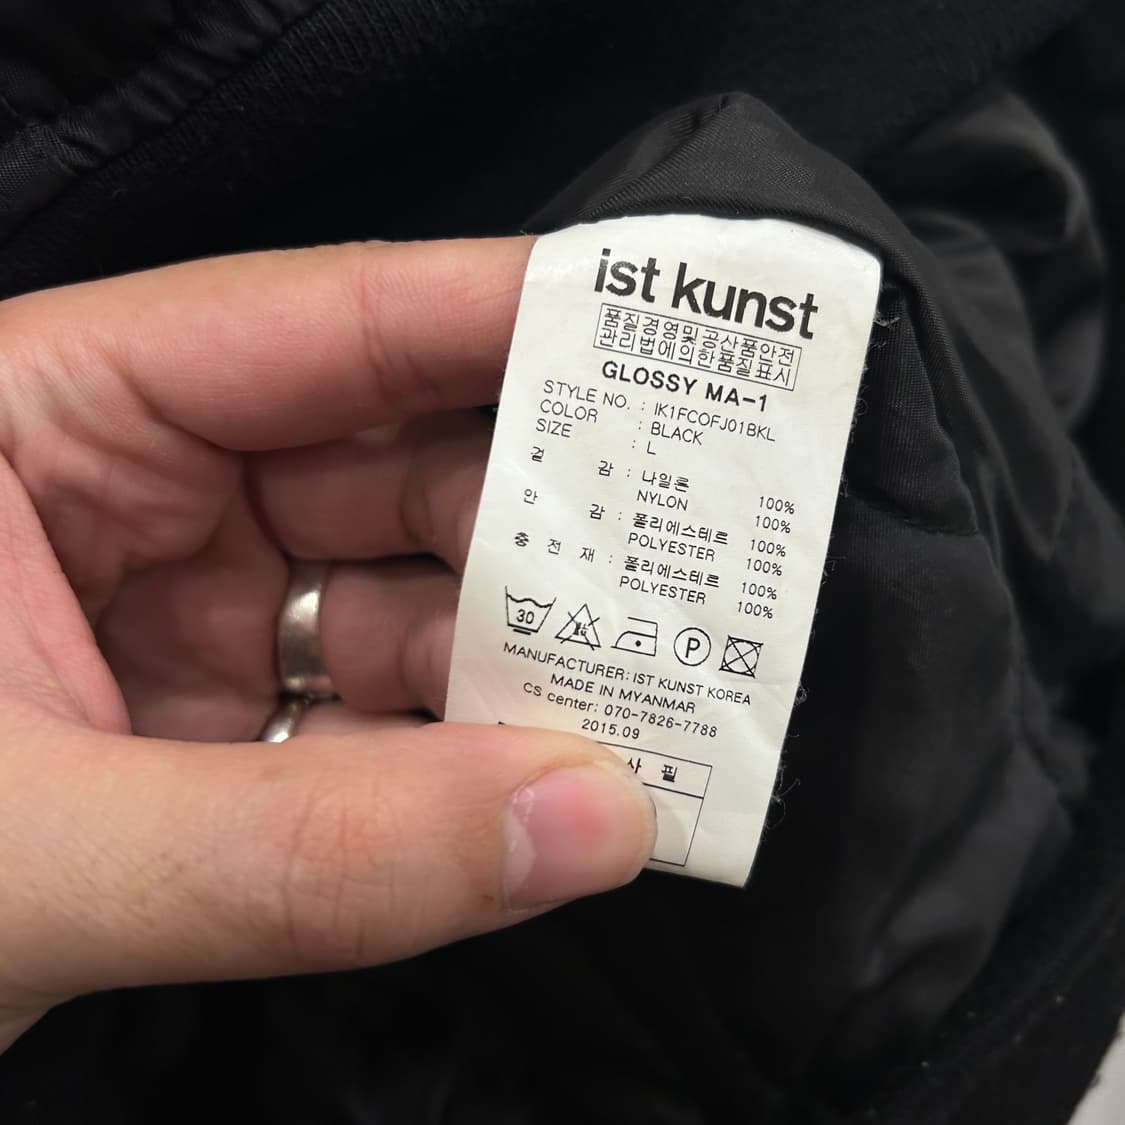 ist kunst
품질경영및공산품안전
관리법에의한품질표시
GLOSSY MA-1
STYLE NO. : IK1FCOFJ01BKL
COLOR : BLACK
SIZE : L
겉 감 : 나일론 100%
NYLON 100%
안 감 : 폴리에스테르 100%
POLYESTER 100%
충 전 재 : 폴리에스테르 100%
POLYESTER 100%
30 P
MANUFACTURER: IST KUNST KOREA
MADE IN MYANMAR
CS center: 070-7826-7788
2015.09
사 필